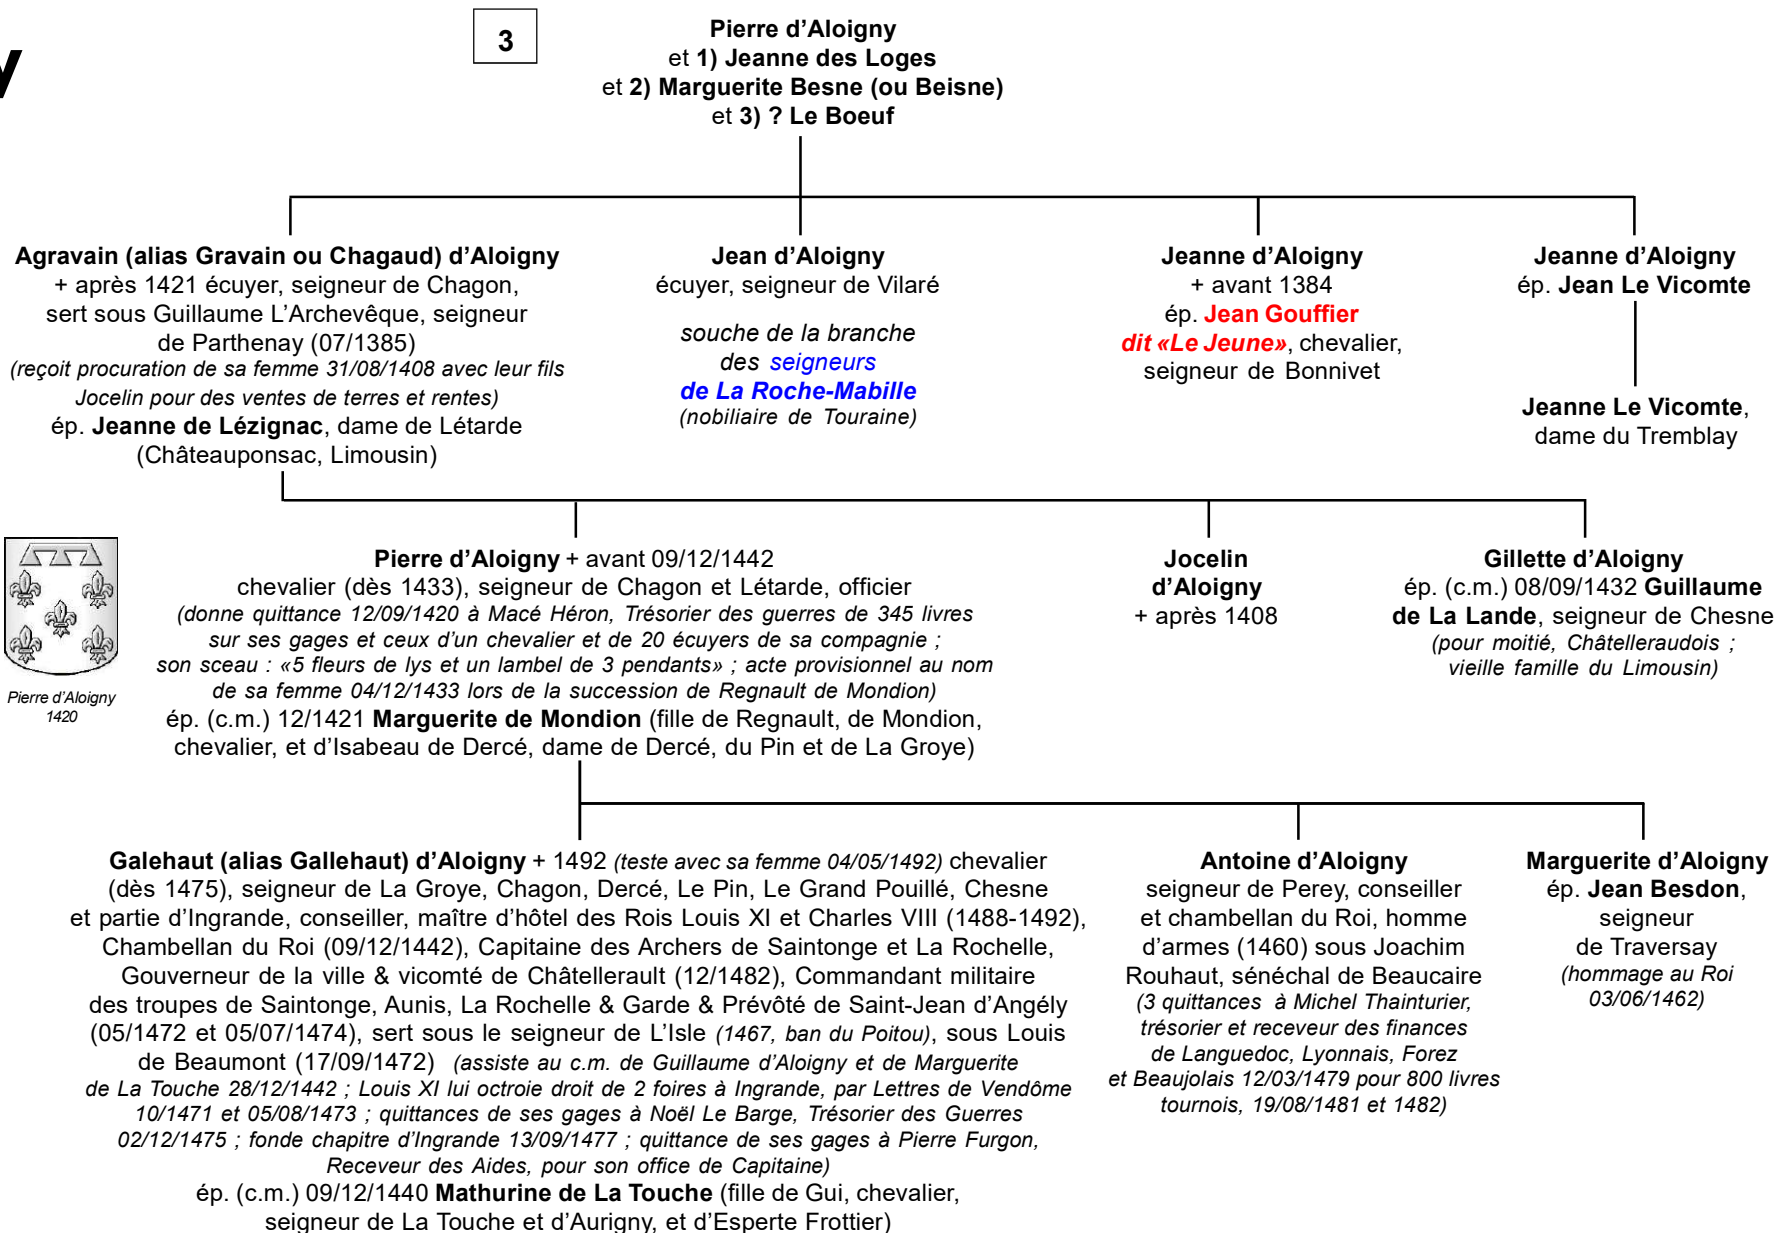 y
3
Pierre d’Aloigny
et 1) Jeanne des Loges
et 2) Marguerite Besne (ou Beisne)
et 3) ? Le Boeuf
Agravain (alias Gravain ou Chagaud) d’Aloigny
+ après 1421 écuyer, seigneur de Chagon,
sert sous Guillaume L’Archevêque, seigneur
de Parthenay (07/1385)
(reçoit procuration de sa femme 31/08/1408 avec leur fils
Jocelin pour des ventes de terres et rentes)
ép. Jeanne de Lézignac, dame de Létarde
(Châteauponsac, Limousin)
Jean d’Aloigny
écuyer, seigneur de Vilaré
souche de la branche
des seigneurs
de La Roche-Mabille
(nobiliaire de Touraine)
Jeanne d’Aloigny
+ avant 1384
ép. Jean Gouffier
dit «Le Jeune», chevalier,
seigneur de Bonnivet
Jeanne d’Aloigny
ép. Jean Le Vicomte
Jeanne Le Vicomte,
dame du Tremblay
Pierre d’Aloigny
1420
Pierre d’Aloigny + avant 09/12/1442
chevalier (dès 1433), seigneur de Chagon et Létarde, officier
(donne quittance 12/09/1420 à Macé Héron, Trésorier des guerres de 345 livres
sur ses gages et ceux d’un chevalier et de 20 écuyers de sa compagnie ;
son sceau : «5 fleurs de lys et un lambel de 3 pendants» ; acte provisionnel au nom
de sa femme 04/12/1433 lors de la succession de Regnault de Mondion)
ép. (c.m.) 12/1421 Marguerite de Mondion (fille de Regnault, de Mondion,
chevalier, et d’Isabeau de Dercé, dame de Dercé, du Pin et de La Groye)
Jocelin
d’Aloigny
+ après 1408
Gillette d’Aloigny
ép. (c.m.) 08/09/1432 Guillaume
de La Lande, seigneur de Chesne
(pour moitié, Châtelleraudois ;
vieille famille du Limousin)
Galehaut (alias Gallehaut) d’Aloigny + 1492 (teste avec sa femme 04/05/1492) chevalier
(dès 1475), seigneur de La Groye, Chagon, Dercé, Le Pin, Le Grand Pouillé, Chesne
et partie d’Ingrande, conseiller, maître d’hôtel des Rois Louis XI et Charles VIII (1488-1492),
Chambellan du Roi (09/12/1442), Capitaine des Archers de Saintonge et La Rochelle,
Gouverneur de la ville & vicomté de Châtellerault (12/1482), Commandant militaire
des troupes de Saintonge, Aunis, La Rochelle & Garde & Prévôté de Saint-Jean d’Angély
(05/1472 et 05/07/1474), sert sous le seigneur de L’Isle (1467, ban du Poitou), sous Louis
de Beaumont (17/09/1472) (assiste au c.m. de Guillaume d’Aloigny et de Marguerite
de La Touche 28/12/1442 ; Louis XI lui octroie droit de 2 foires à Ingrande, par Lettres de Vendôme
10/1471 et 05/08/1473 ; quittances de ses gages à Noël Le Barge, Trésorier des Guerres
02/12/1475 ; fonde chapitre d’Ingrande 13/09/1477 ; quittance de ses gages à Pierre Furgon,
Receveur des Aides, pour son office de Capitaine)
ép. (c.m.) 09/12/1440 Mathurine de La Touche (fille de Gui, chevalier,
seigneur de La Touche et d’Aurigny, et d’Esperte Frottier)
Antoine d’Aloigny
seigneur de Perey, conseiller
et chambellan du Roi, homme
d’armes (1460) sous Joachim
Rouhaut, sénéchal de Beaucaire
(3 quittances à Michel Thainturier,
trésorier et receveur des finances
de Languedoc, Lyonnais, Forez
et Beaujolais 12/03/1479 pour 800 livres
tournois, 19/08/1481 et 1482)
Marguerite d’Aloigny
ép. Jean Besdon,
seigneur
de Traversay
(hommage au Roi
03/06/1462)